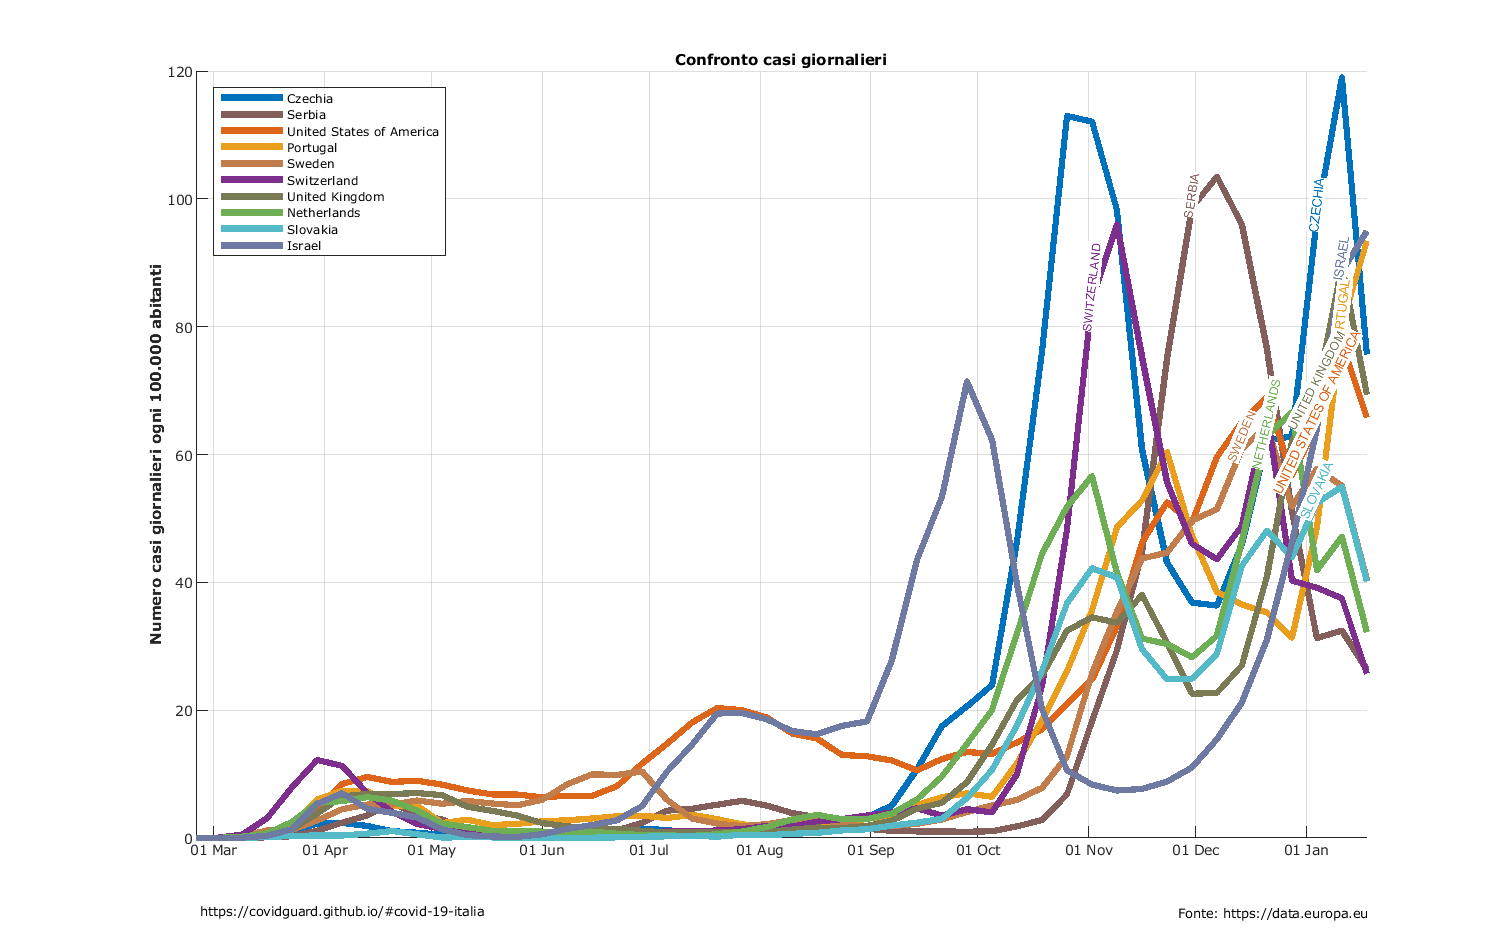 Confronto casi giornalieri
Numero casi giornalieri ogni 100.000 abitanti
120
100
80
60
40
20
0
Czechia
Serbia
United States of America
Portugal
Sweden
Switzerland
United Kingdom
Netherlands
Slovakia
Israel
SWITZERLAND
SERBIA
CZECHIA
ISRAEL
RTUGAL
UNITED KINGDOM
UNITED STATES OF AMERICA
NETHERLANDS
SWEDEN
SLOVAKIA
01 Mar
01 Apr
01 May
01 Jun
01 Jul
01 Aug
01 Sep
01 Oct
01 Nov
01 Dec
01 Jan
https://covidguard.github.io/#covid-19-italia
Fonte: https://data.europa.eu